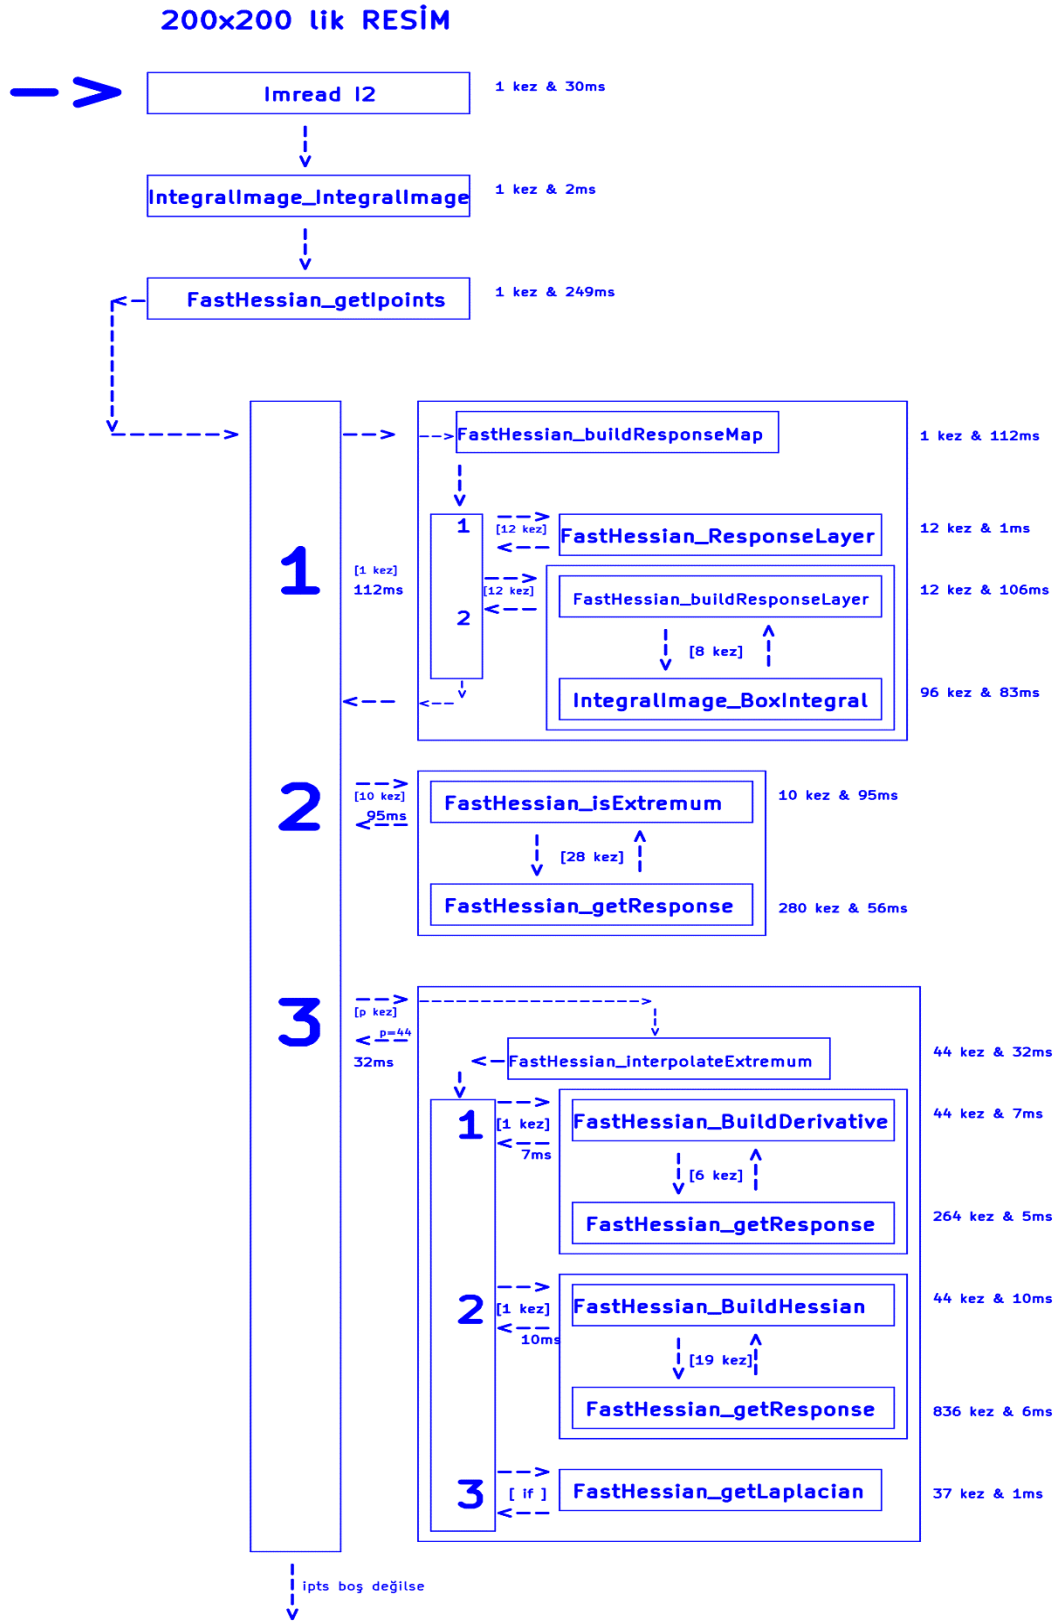 200x200 lik RESİM
Imread I2
1 kez & 30ms
IntegralImage_IntegralImage
1 kez & 2ms
FastHessian_getIpoints
1 kez & 249ms
FastHessian_buildResponseMap
1 kez & 112ms
1
[12 kez]
FastHessian_ResponseLayer
12 kez & 1ms
1
[1 kez]
112ms
[12 kez]
FastHessian_buildResponseLayer
12 kez & 106ms
2
[8 kez]
IntegralImage_BoxIntegral
96 kez & 83ms
2
[10 kez]
95ms
FastHessian_isExtremum
10 kez & 95ms
[28 kez]
FastHessian_getResponse
280 kez & 56ms
3
[p kez]
p=44
32ms
FastHessian_interpolateExtremum
44 kez & 32ms
1
[1 kez]
7ms
FastHessian_BuildDerivative
44 kez & 7ms
[6 kez]
FastHessian_getResponse
264 kez & 5ms
2
[1 kez]
10ms
FastHessian_BuildHessian
44 kez & 10ms
[19 kez]
FastHessian_getResponse
836 kez & 6ms
3
[ if ]
FastHessian_getLaplacian
37 kez & 1ms
ipts boş değilse